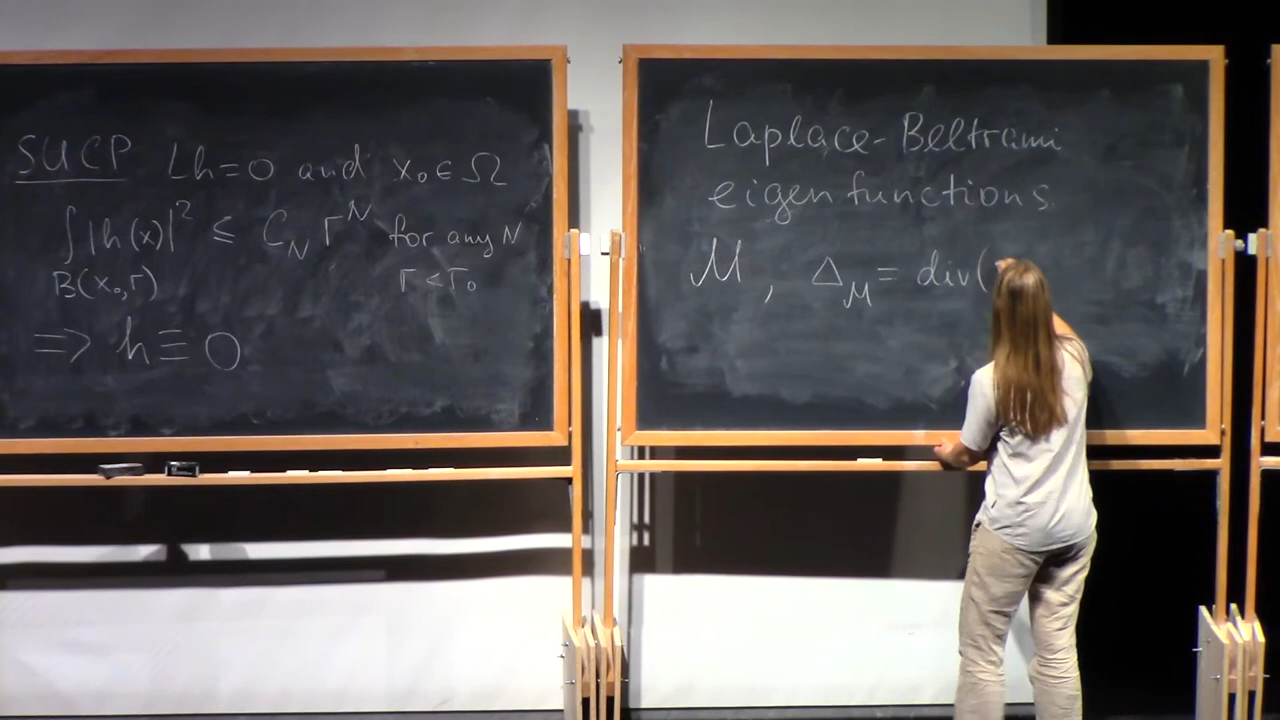 SUCP Lh=0 and x₀∈Ω
∫|h(x)|² ≤ C_N r^N for any N
B(x₀,r) r<r₀
⇒ h≡0
Laplace-Beltrami
eigenfunctions
M, Δ_M = div(